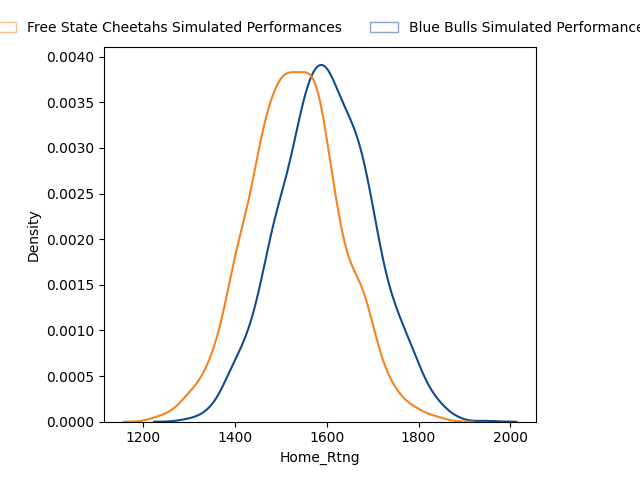 Free State Cheetahs Simulated Performances Blue Bulls Simulated Performance
0.0040
0.0035
0.0030
0.0025
0.0020
0.0015
0.0010
0.0005
0.0000
Density
1200 1400 1600 1800 2000
Home_Rtng